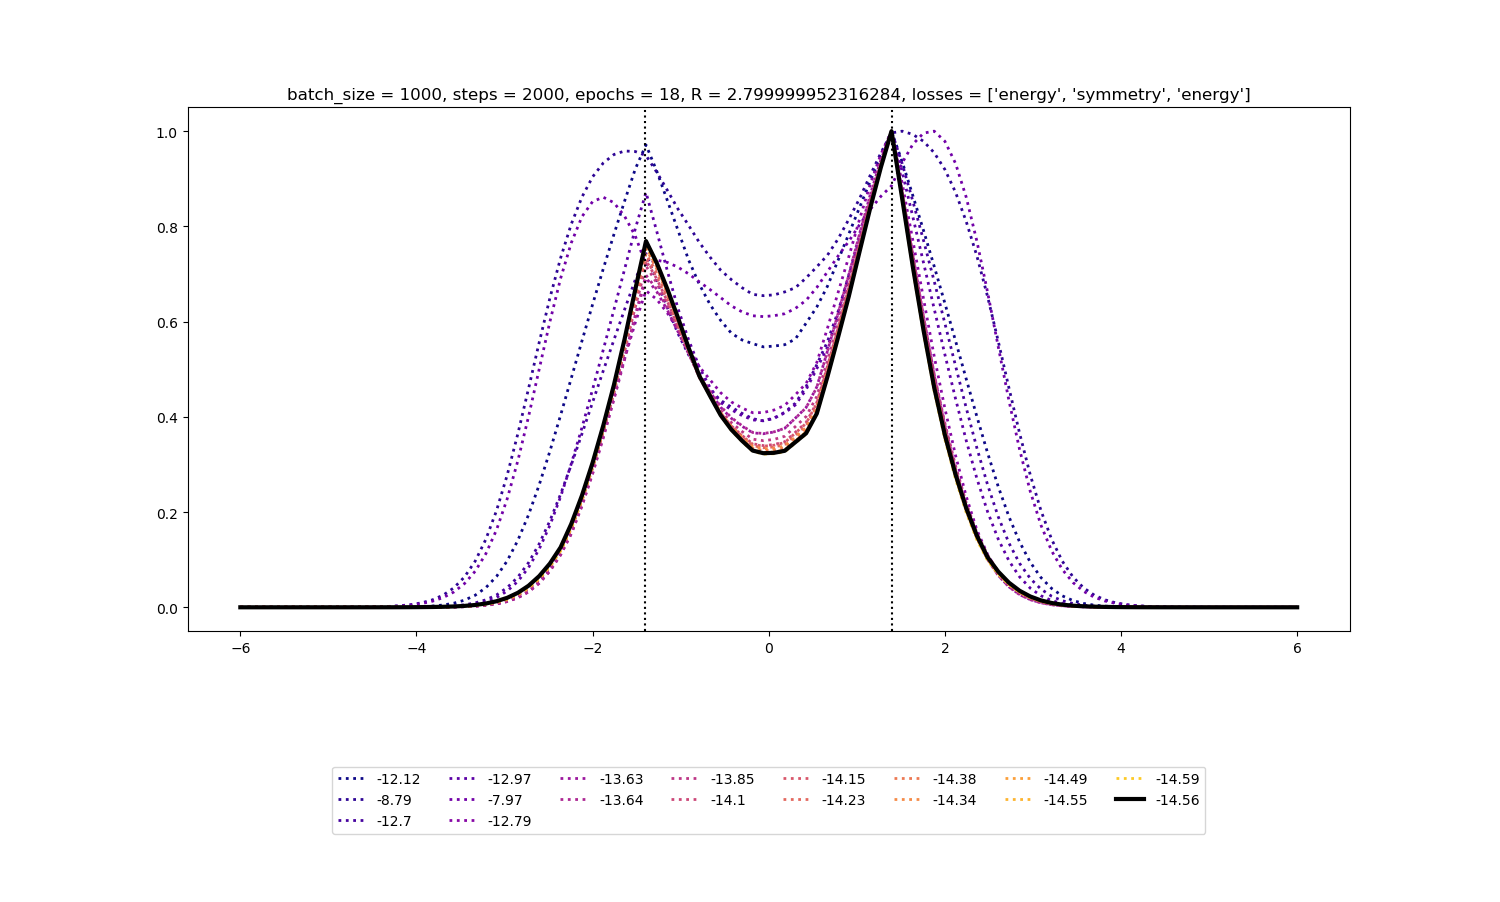 batch_size = 1000, steps = 2000, epochs = 18, R = 2.799999952316284, losses = ['energy', 'symmetry', 'energy']
1.0
0.8
0.6
0.4
0.2
0.0
−6 −4 −2 0 2 4 6
-12.12 -12.97 -13.63 -13.85 -14.15 -14.38 -14.49 -14.59
-8.79 -7.97 -13.64 -14.1 -14.23 -14.34 -14.55 -14.56
-12.7 -12.79